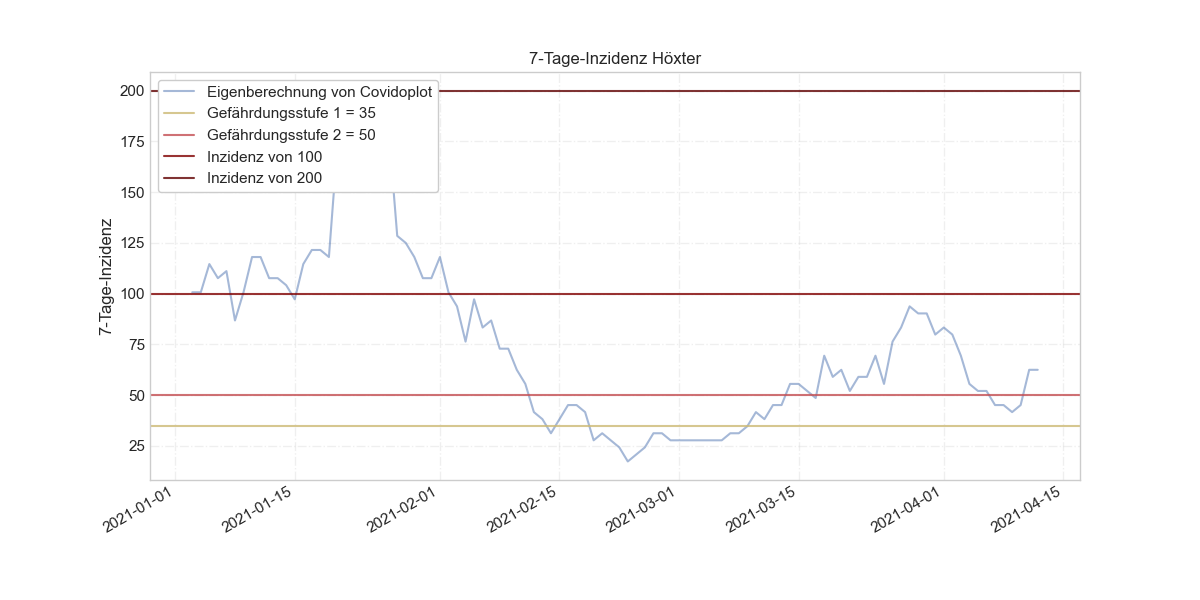 7-Tage-Inzidenz Höxter
Eigenberechnung von Covidoplot
Gefährdungsstufe 1 = 35
Gefährdungsstufe 2 = 50
Inzidenz von 100
Inzidenz von 200
7-Tage-Inzidenz
200
175
150
125
100
75
50
25
2021-01-01
2021-01-15
2021-02-01
2021-02-15
2021-03-01
2021-03-15
2021-04-01
2021-04-15